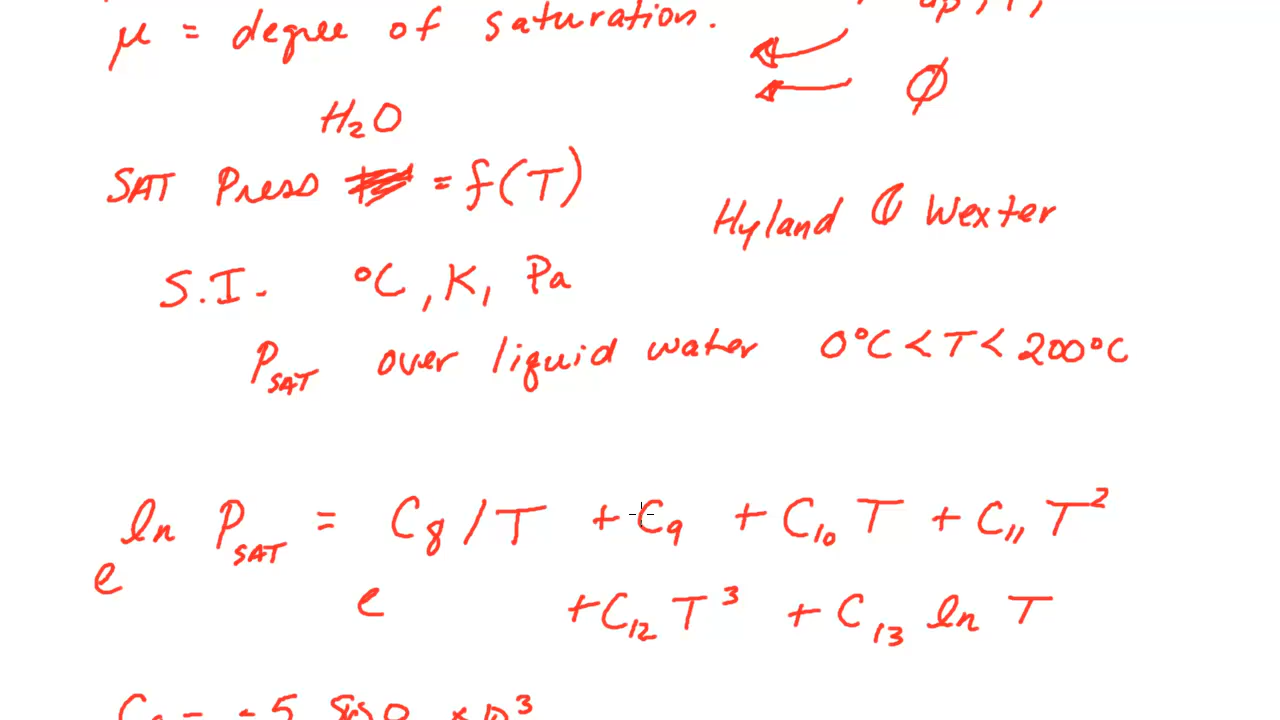 μ = degree of saturation.
Ø
H₂O
SAT Press = f(T)
Hyland & Wexter
S.I. °C, K, Pa
P_SAT over liquid water 0°C < T < 200°C
ln P_SAT = C₈/T + C₉ + C₁₀ T + C₁₁ T²
e e + C₁₂ T³ + C₁₃ ln T